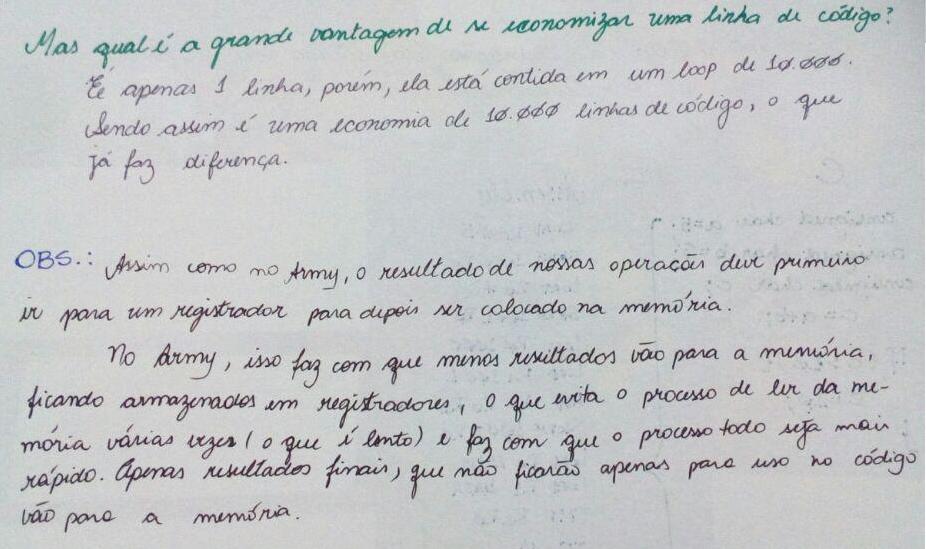 Mas qual é a grande vantagem de se economizar uma linha de código?
É apenas 1 linha, porém, ela está contida em um loop de 10.000.
Sendo assim é uma economia de 10.000 linhas de código, o que
já faz diferença.
OBS.: Assim como no Army, o resultado de nossas operações deve primeiro
ir para um registrador para depois ser colocado na memória.
No Army, isso faz com que menos resultados vão para a memória,
ficando armazenados em registradores, o que evita o processo de ler da me-
mória várias vezes (o que é lento) e faz com que o processo todo seja mais
rápido. Apenas resultados finais, que não ficarão apenas para uso no código
vão para a memória.